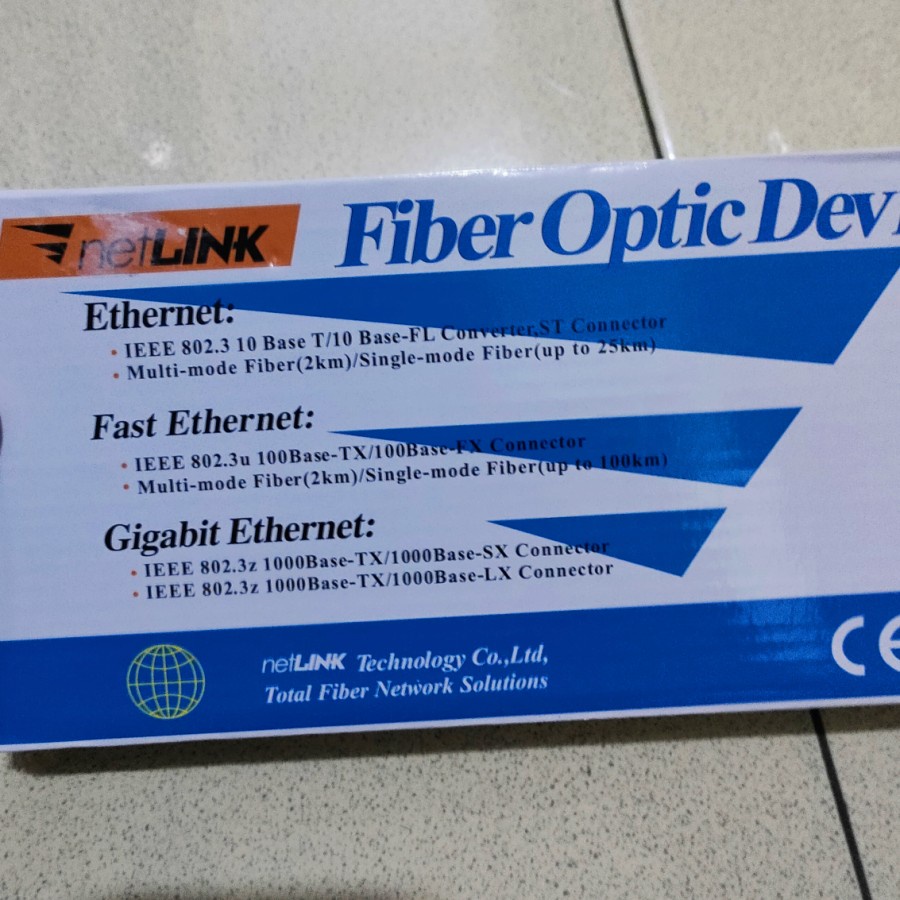 netLINK
Fiber Optic Dev
Ethernet:
• IEEE 802.3 10 Base T/10 Base-FL Converter,ST Connector
• Multi-mode Fiber(2km)/Single-mode Fiber(up to 25km)
Fast Ethernet:
• IEEE 802.3u 100Base-TX/100Base-FX Connector
• Multi-mode Fiber(2km)/Single-mode Fiber(up to 100km)
Gigabit Ethernet:
• IEEE 802.3z 1000Base-TX/1000Base-SX Connector
• IEEE 802.3z 1000Base-TX/1000Base-LX Connector
netLINK Technology Co.,Ltd,
Total Fiber Network Solutions
CE